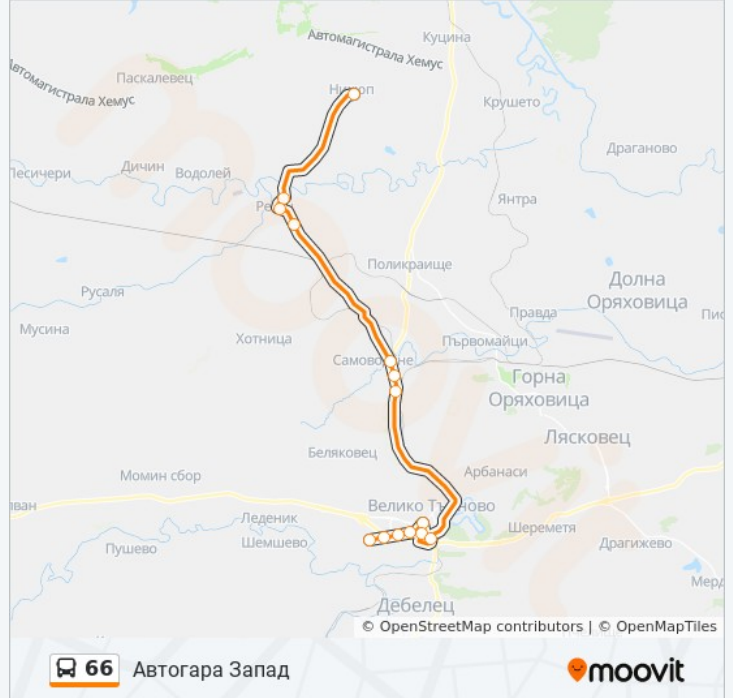 Куцина
Автомагистрала Хемус
Паскалевец
Автомагистрала Хемус
Крушето
Драганово
Дичин
Водолей
Песичери
Янтра
Поликраище
Долна
Оряховица
Русаля
Правда
Мусина
Хотница
Първомайци
Горна
Оряховица
Лясковец
Беляковец
Арбанаси
Момин сбор
Леденик
Шереметя
Пушево
Шемшево
Драгижево
Дебелец
© OpenStreetMap contributors | © OpenMapTiles
66 Автогара Запад
moovit